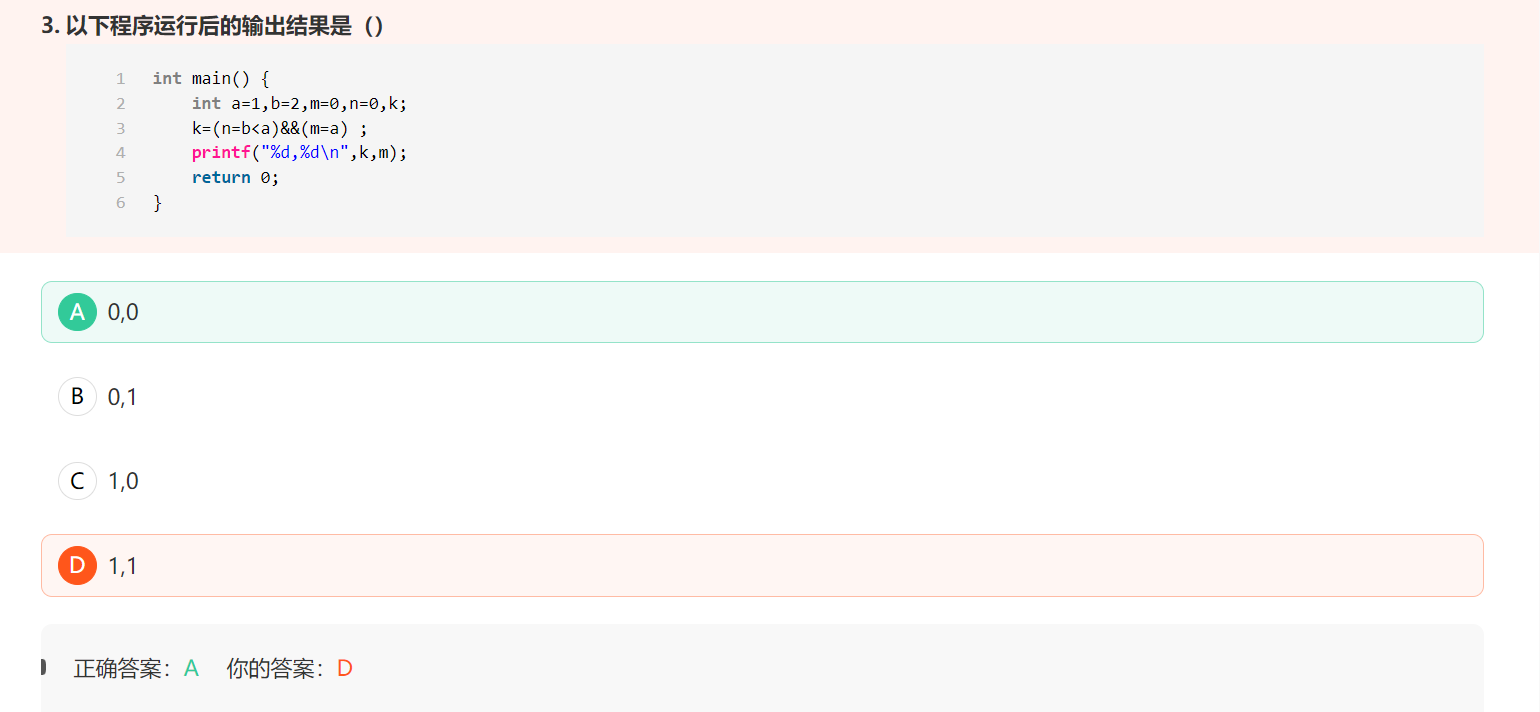 3. 以下程序运行后的输出结果是（）
1 int main() {
2     int a=1,b=2,m=0,n=0,k;
3     k=(n=b<a)&&(m=a) ;
4     printf("%d,%d\n",k,m);
5     return 0;
6 }
A 0,0
B 0,1
C 1,0
D 1,1
正确答案：A 你的答案：D